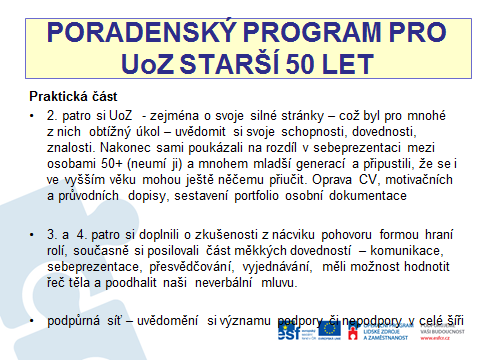 PORADENSKÝ PROGRAM PRO
UoZ STARŠÍ 50 LET
Praktická část
• 2. patro si UoZ - zejména o svoje silné stránky – což byl pro mnohé
z nich obtížný úkol – uvědomit si svoje schopnosti, dovednosti,
znalosti. Nakonec sami poukázali na rozdíl v sebeprezentaci mezi
osobami 50+ (neumí ji) a mnohem mladší generací a připustili, že se i
ve vyšším věku mohou ještě něčemu přiučit. Oprava CV, motivačních
a průvodních dopisy, sestavení portfolio osobní dokumentace
• 3. a 4. patro si doplnili o zkušenosti z nácviku pohovoru formou hraní
rolí, současně si posilovali část měkkých dovedností – komunikace,
sebeprezentace, přesvědčování, vyjednávání, měli možnost hodnotit
řeč těla a poodhalit naši neverbální mluvu.
• podpůrná síť – uvědomění si významu podpory či nepodpory v celé šíři
esf
LIDSKÉ ZDROJE
A ZAMĚSTNANOST
VAŠI BUDOUCNOST
www.esfcr.cz